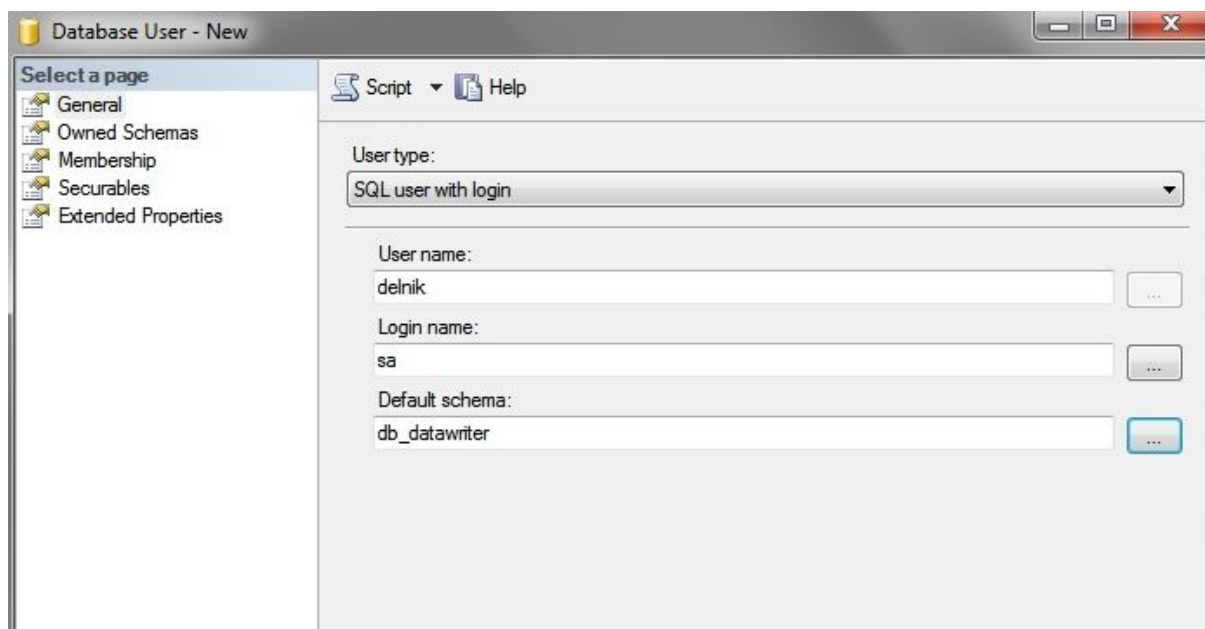 Database User - New
Select a page
General
Owned Schemas
Membership
Securables
Extended Properties
Script
Help
User type:
SQL user with login
User name:
delnik
...
Login name:
sa
...
Default schema:
db_datawriter
...